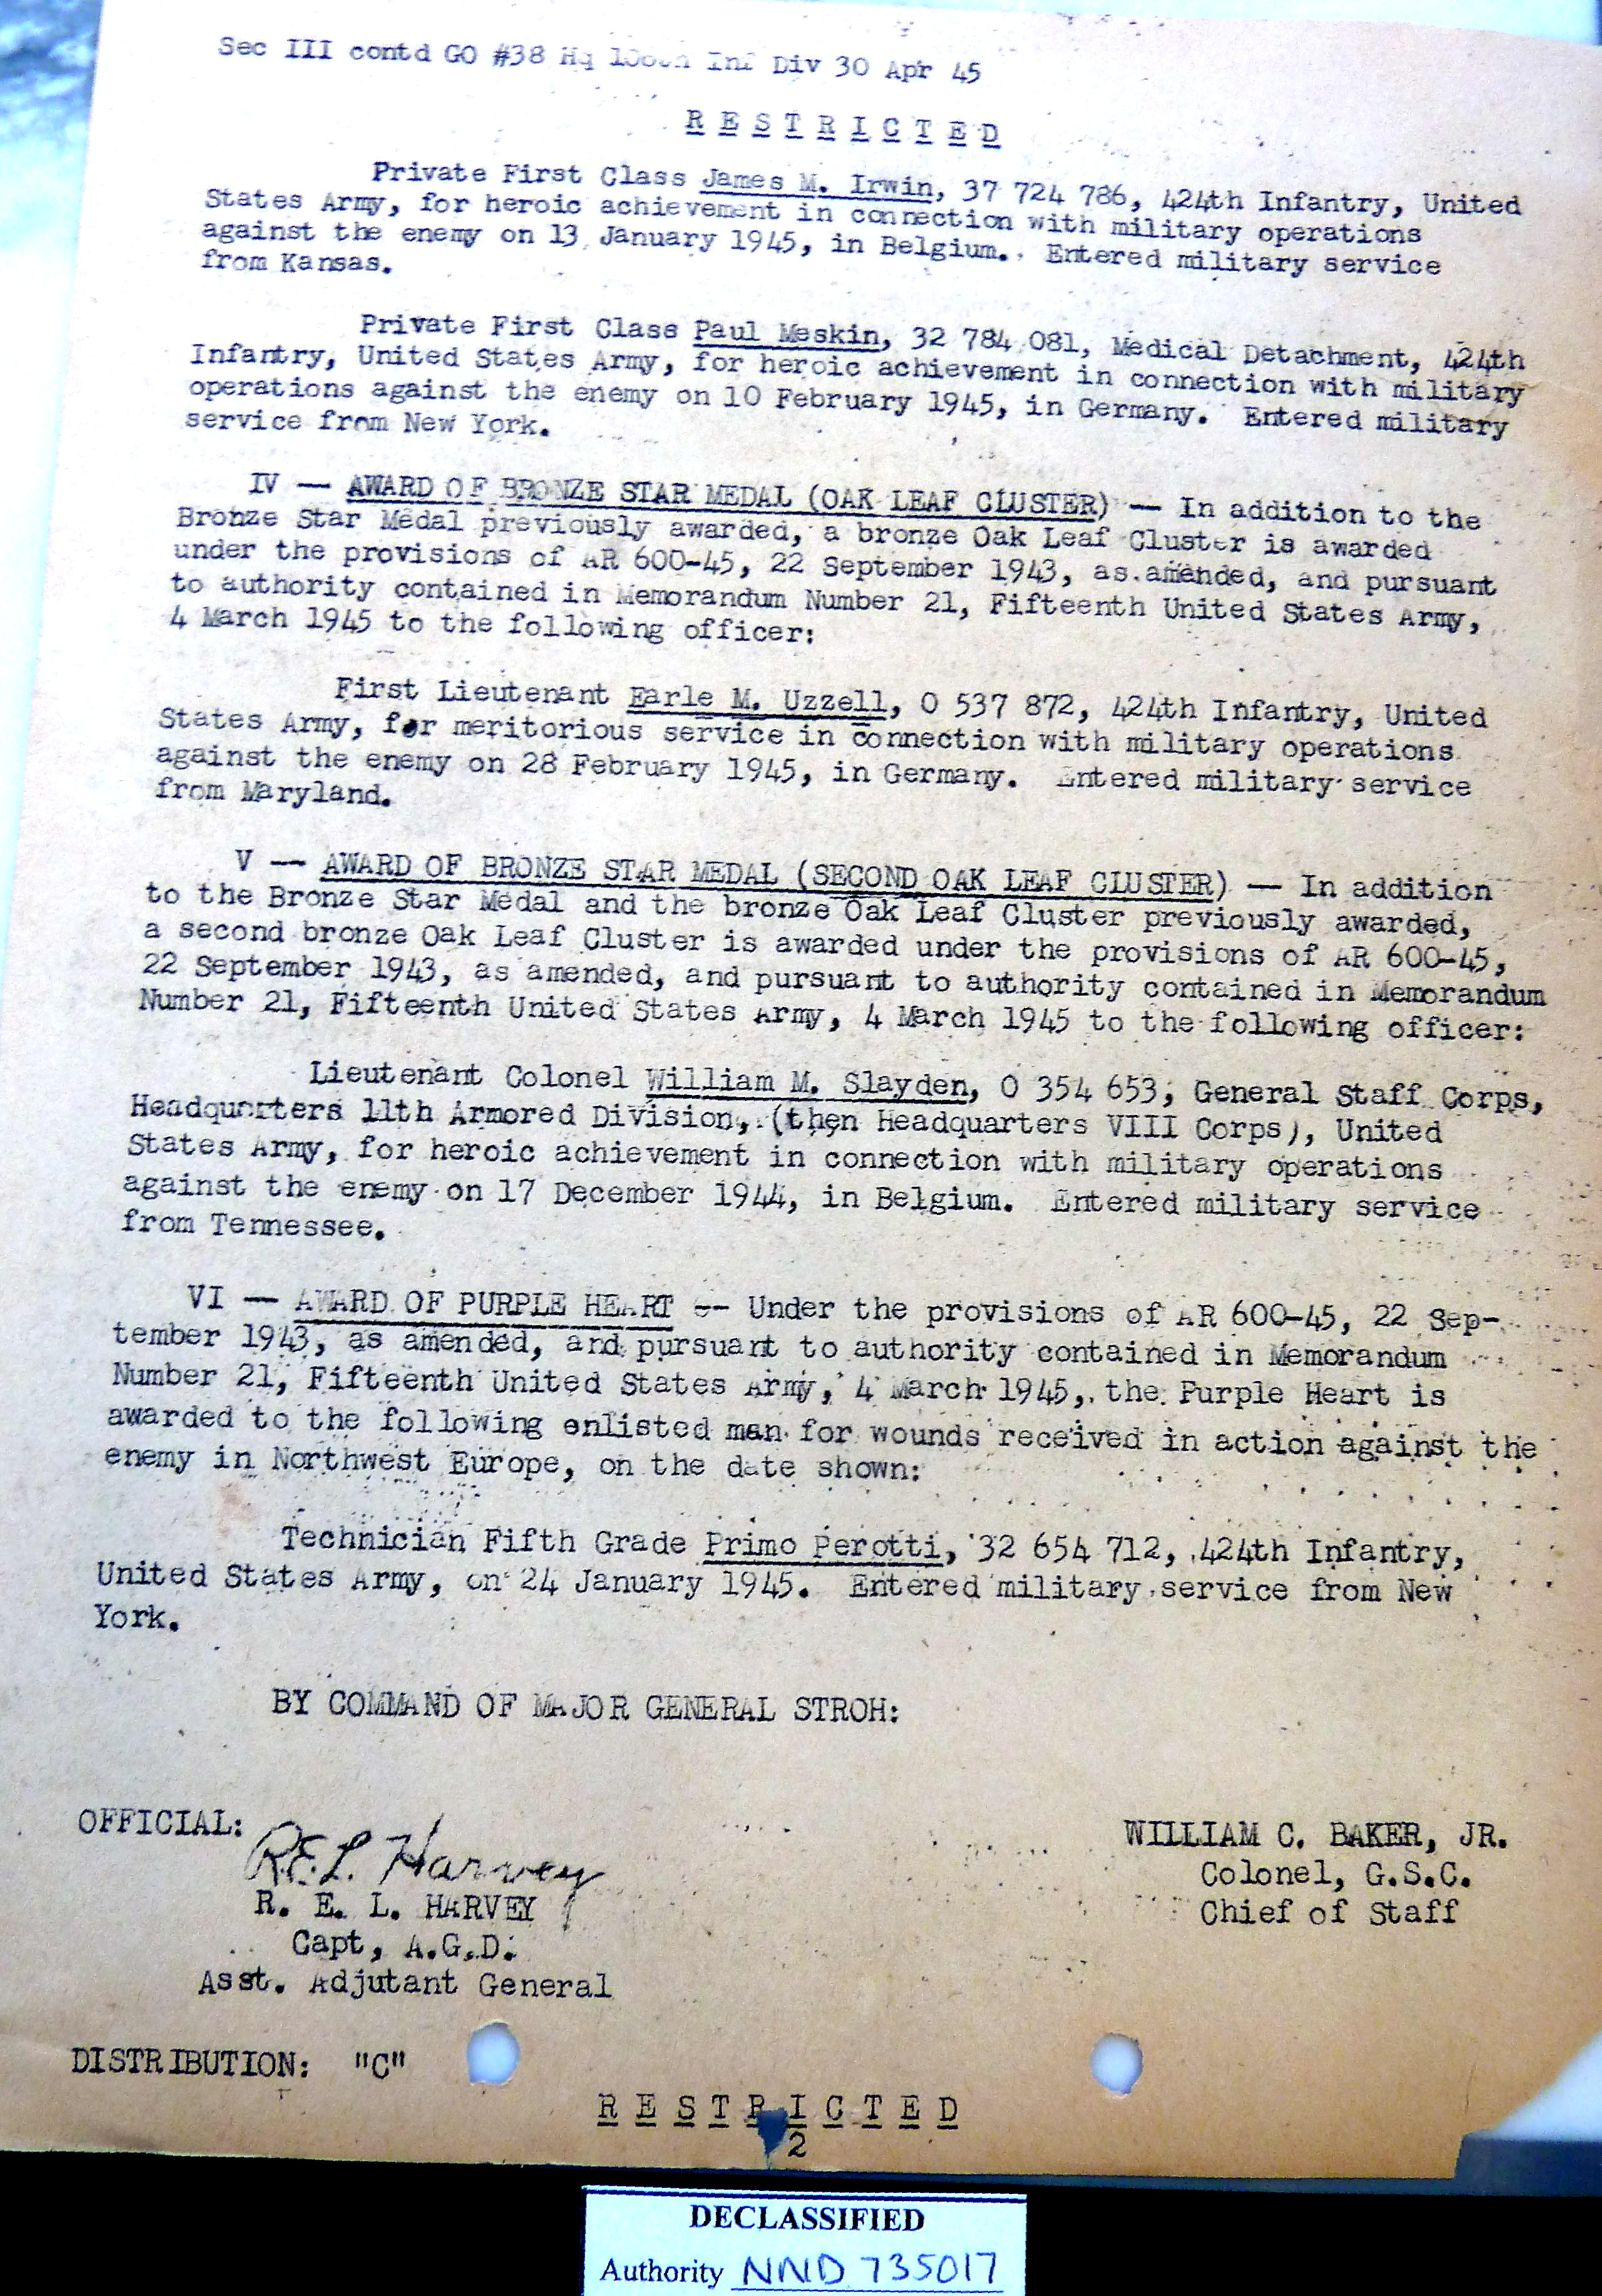 Sec III contd GO #38 Hq 106th Inf Div 30 Apr 45
R E S T R I C T E D
Private First Class James M. Irwin, 37 724 786, 424th Infantry, United
States Army, for heroic achievement in connection with military operations
against the enemy on 13 January 1945, in Belgium. Entered military service
from Kansas.
Private First Class Paul Meskin, 32 784 081, Medical Detachment, 424th
Infantry, United States Army, for heroic achievement in connection with military
operations against the enemy on 10 February 1945, in Germany. Entered military
service from New York.
IV -- AWARD OF BRONZE STAR MEDAL (OAK LEAF CLUSTER) -- In addition to the
Bronze Star Medal previously awarded, a bronze Oak Leaf Cluster is awarded
under the provisions of AR 600-45, 22 September 1943, as amended, and pursuant
to authority contained in Memorandum Number 21, Fifteenth United States Army,
4 March 1945 to the following officer:
First Lieutenant Earle M. Uzzell, O 537 872, 424th Infantry, United
States Army, for meritorious service in connection with military operations
against the enemy on 28 February 1945, in Germany. Entered military service
from Maryland.
V -- AWARD OF BRONZE STAR MEDAL (SECOND OAK LEAF CLUSTER) -- In addition
to the Bronze Star Medal and the bronze Oak Leaf Cluster previously awarded,
a second bronze Oak Leaf Cluster is awarded under the provisions of AR 600-45,
22 September 1943, as amended, and pursuant to authority contained in Memorandum
Number 21, Fifteenth United States Army, 4 March 1945 to the following officer:
Lieutenant Colonel William M. Slayden, O 354 653, General Staff Corps,
Headquarters 11th Armored Division, (then Headquarters VIII Corps), United
States Army, for heroic achievement in connection with military operations
against the enemy on 17 December 1944, in Belgium. Entered military service
from Tennessee.
VI -- AWARD OF PURPLE HEART -- Under the provisions of AR 600-45, 22 Sep-
tember 1943, as amended, and pursuant to authority contained in Memorandum
Number 21, Fifteenth United States Army, 4 March 1945, the Purple Heart is
awarded to the following enlisted man for wounds received in action against the
enemy in Northwest Europe, on the date shown:
Technician Fifth Grade Primo Perotti, 32 654 712, 424th Infantry,
United States Army, on 24 January 1945. Entered military service from New
York.
BY COMMAND OF MAJOR GENERAL STROH:
OFFICIAL:
R.E.L. Harvey
R. E. L. HARVEY
Capt, A.G.D.
Asst. Adjutant General
WILLIAM C. BAKER, JR.
Colonel, G.S.C.
Chief of Staff
DISTRIBUTION: "C"
R E S T R I C T E D
2
DECLASSIFIED
Authority NND 735017